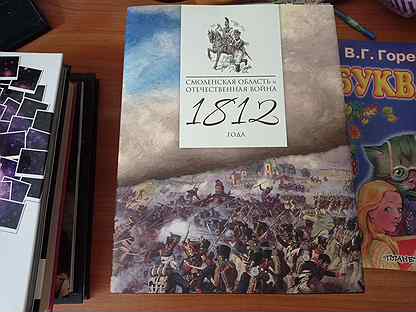 СМОЛЕНСКАЯ ОБЛАСТЬ и
ОТЕЧЕСТВЕННАЯ ВОЙНА
1812
ГОДА
В.Г. Горе
БУКВ